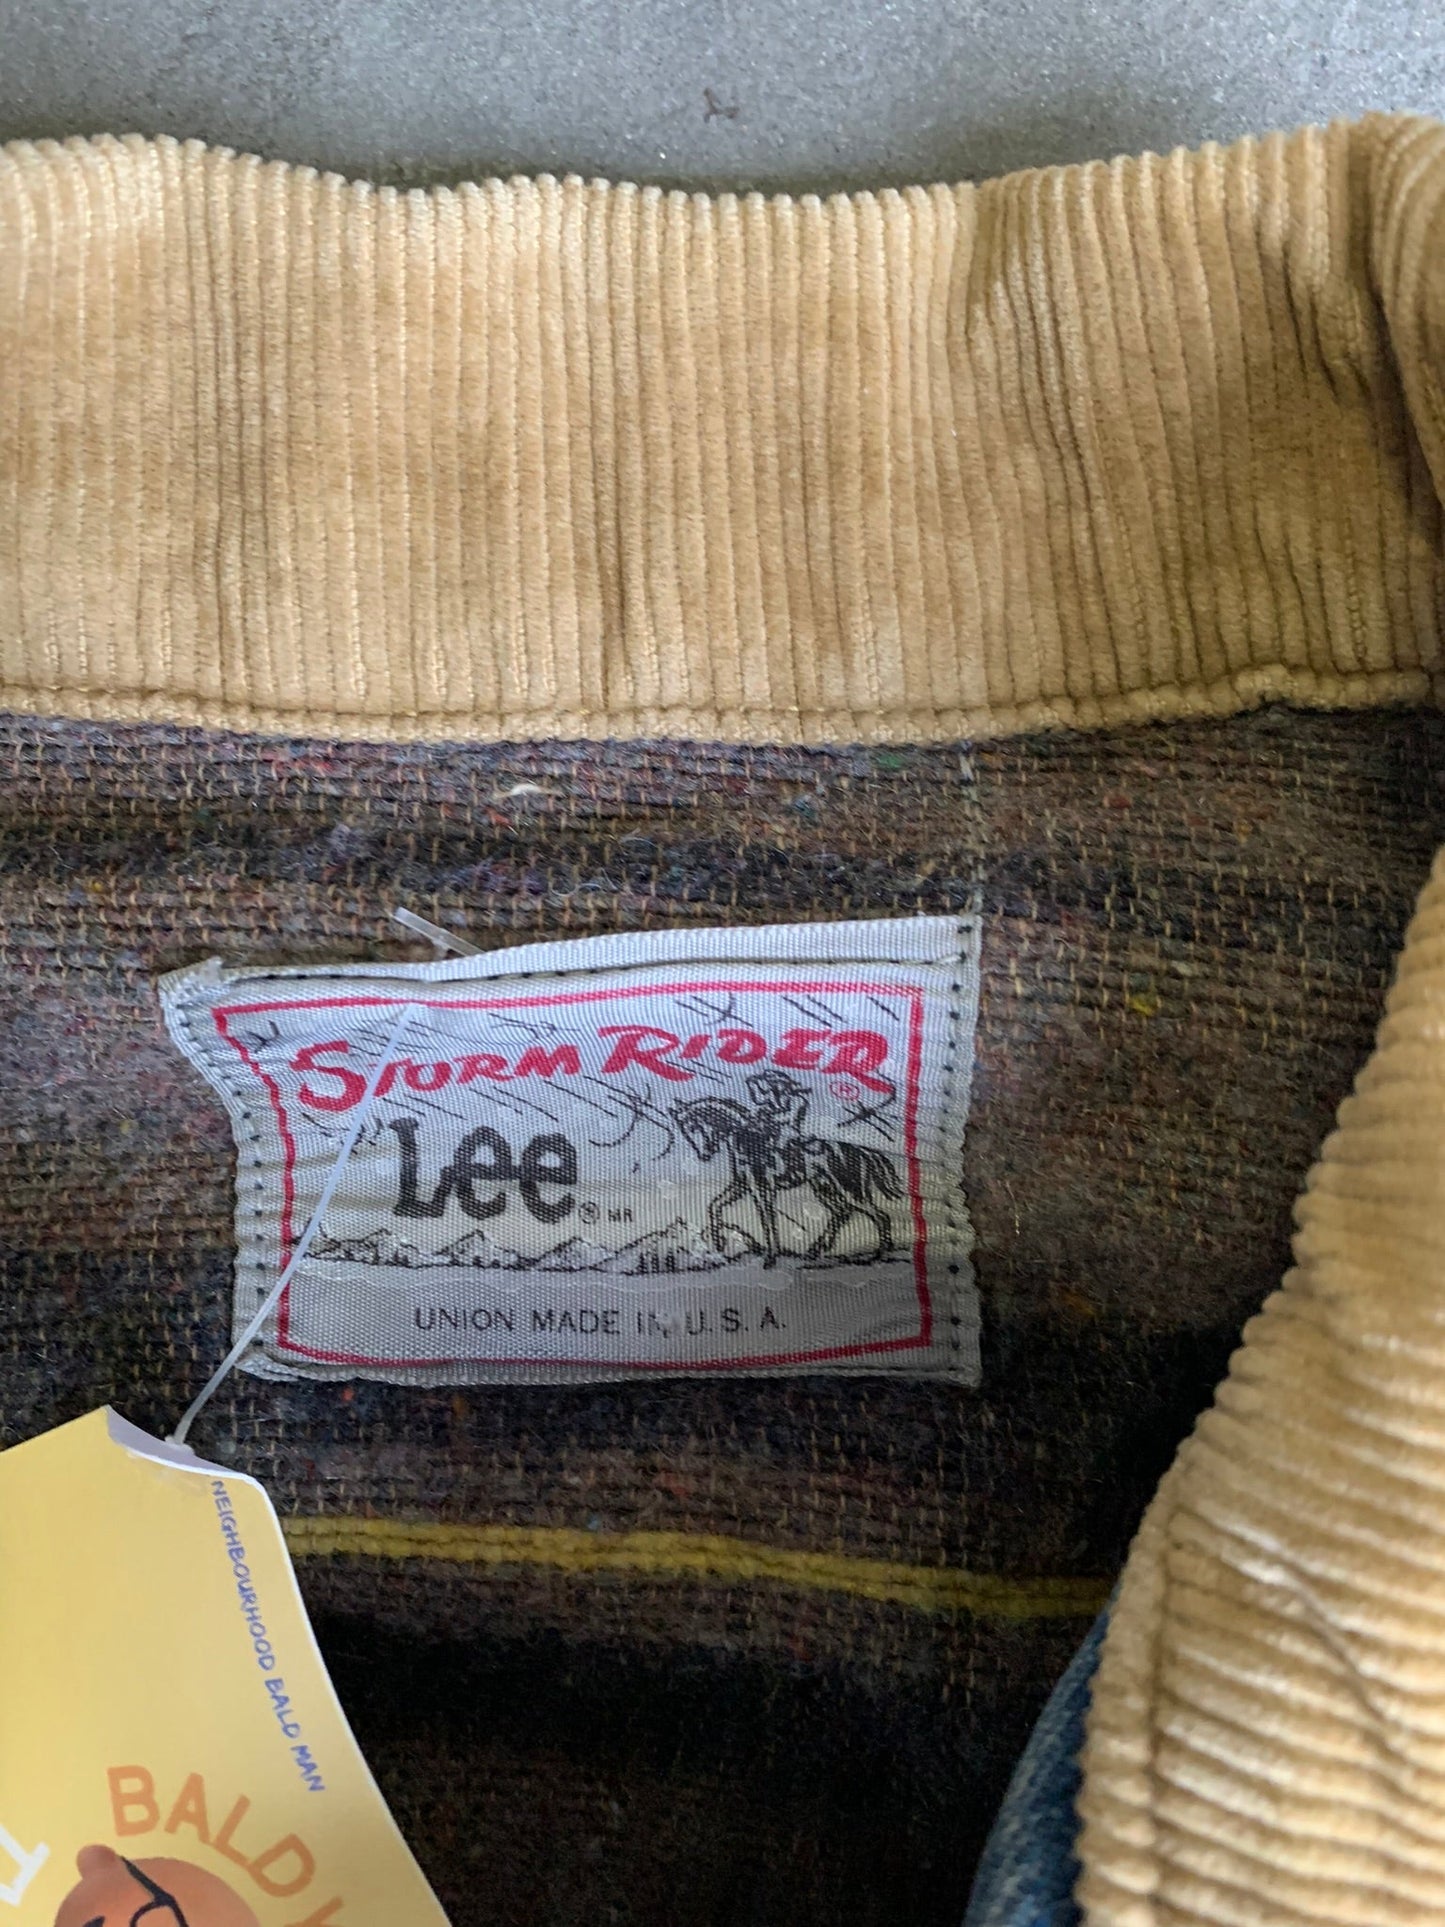 STORM RIDER ®
Lee ® MR
UNION MADE IN U.S.A.
NEIGHBOURHOOD BALD MAN
BALD